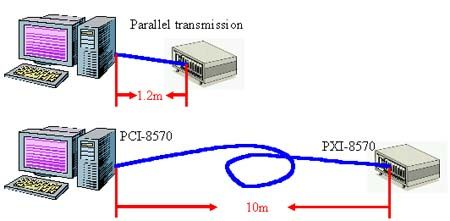 Parallel transmission
1.2m
PCI-8570
PXI-8570
10m